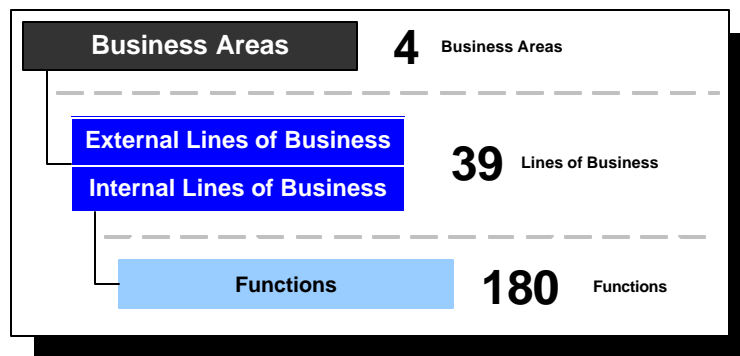 Business Areas
4 Business Areas
External Lines of Business
Internal Lines of Business
39 Lines of Business
Functions
180 Functions